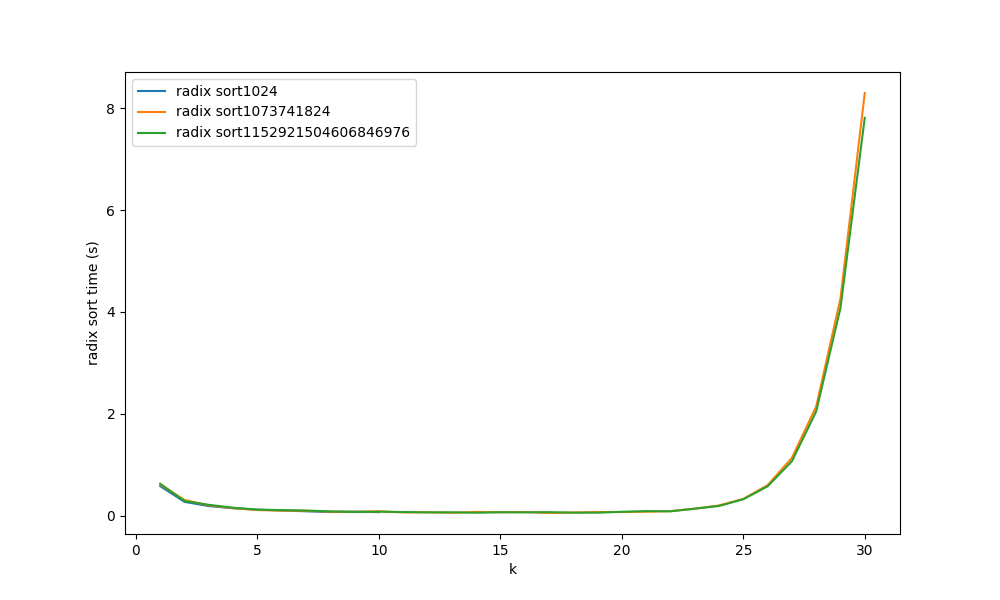 radix sort1024
radix sort1073741824
radix sort1152921504606846976
8
6
4
2
0
radix sort time (s)
0 5 10 15 20 25 30
k